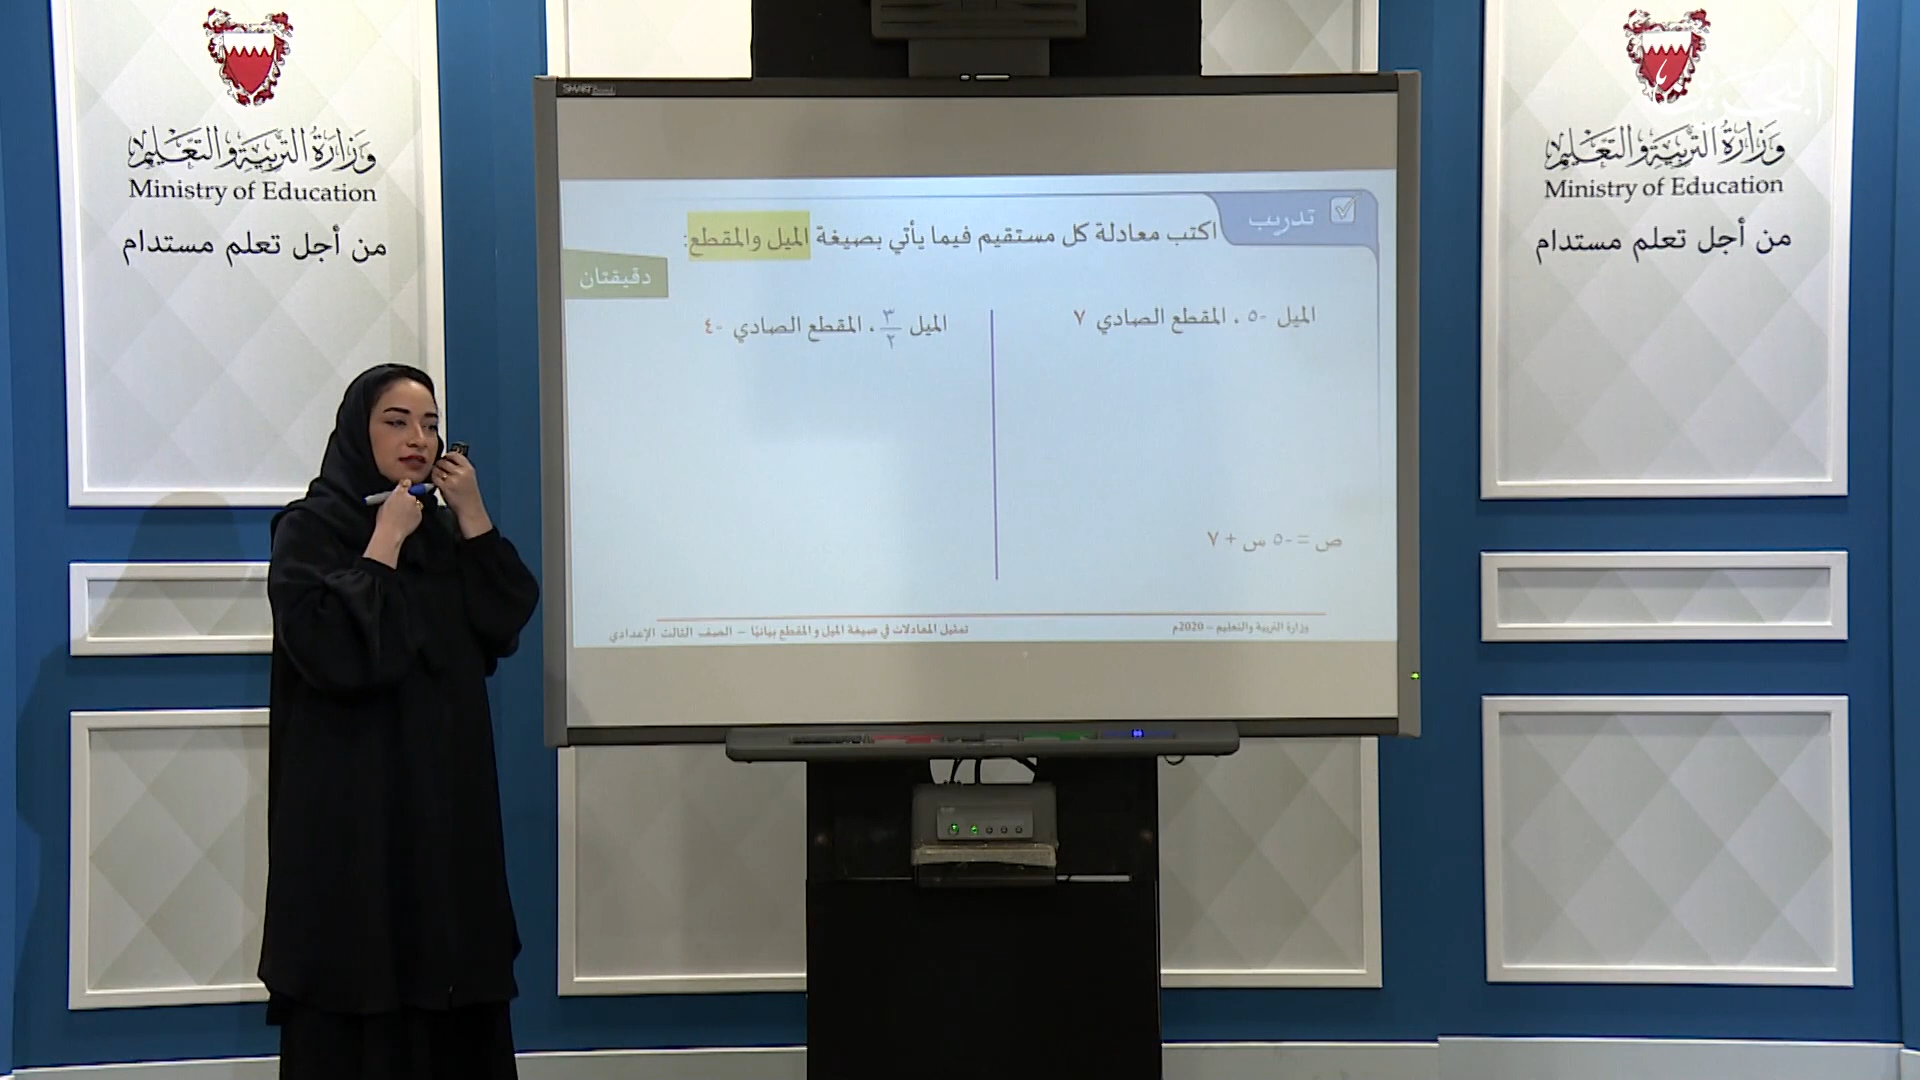 وزارة التربية والتعليم
Ministry of Education
من أجل تعلم مستدام
SMART Board
تدريب
اكتب معادلة كل مستقيم فيما يأتي بصيغة الميل والمقطع:
دقيقتان
الميل -٥ ، المقطع الصادي ٧
الميل ٣/٢ ، المقطع الصادي -٤
ص = -٥ س + ٧
وزارة التربية والتعليم – 2020م
تمثيل المعادلات في صيغة الميل والمقطع بيانيًا – الصف الثالث الإعدادي
وزارة التربية والتعليم
Ministry of Education
من أجل تعلم مستدام